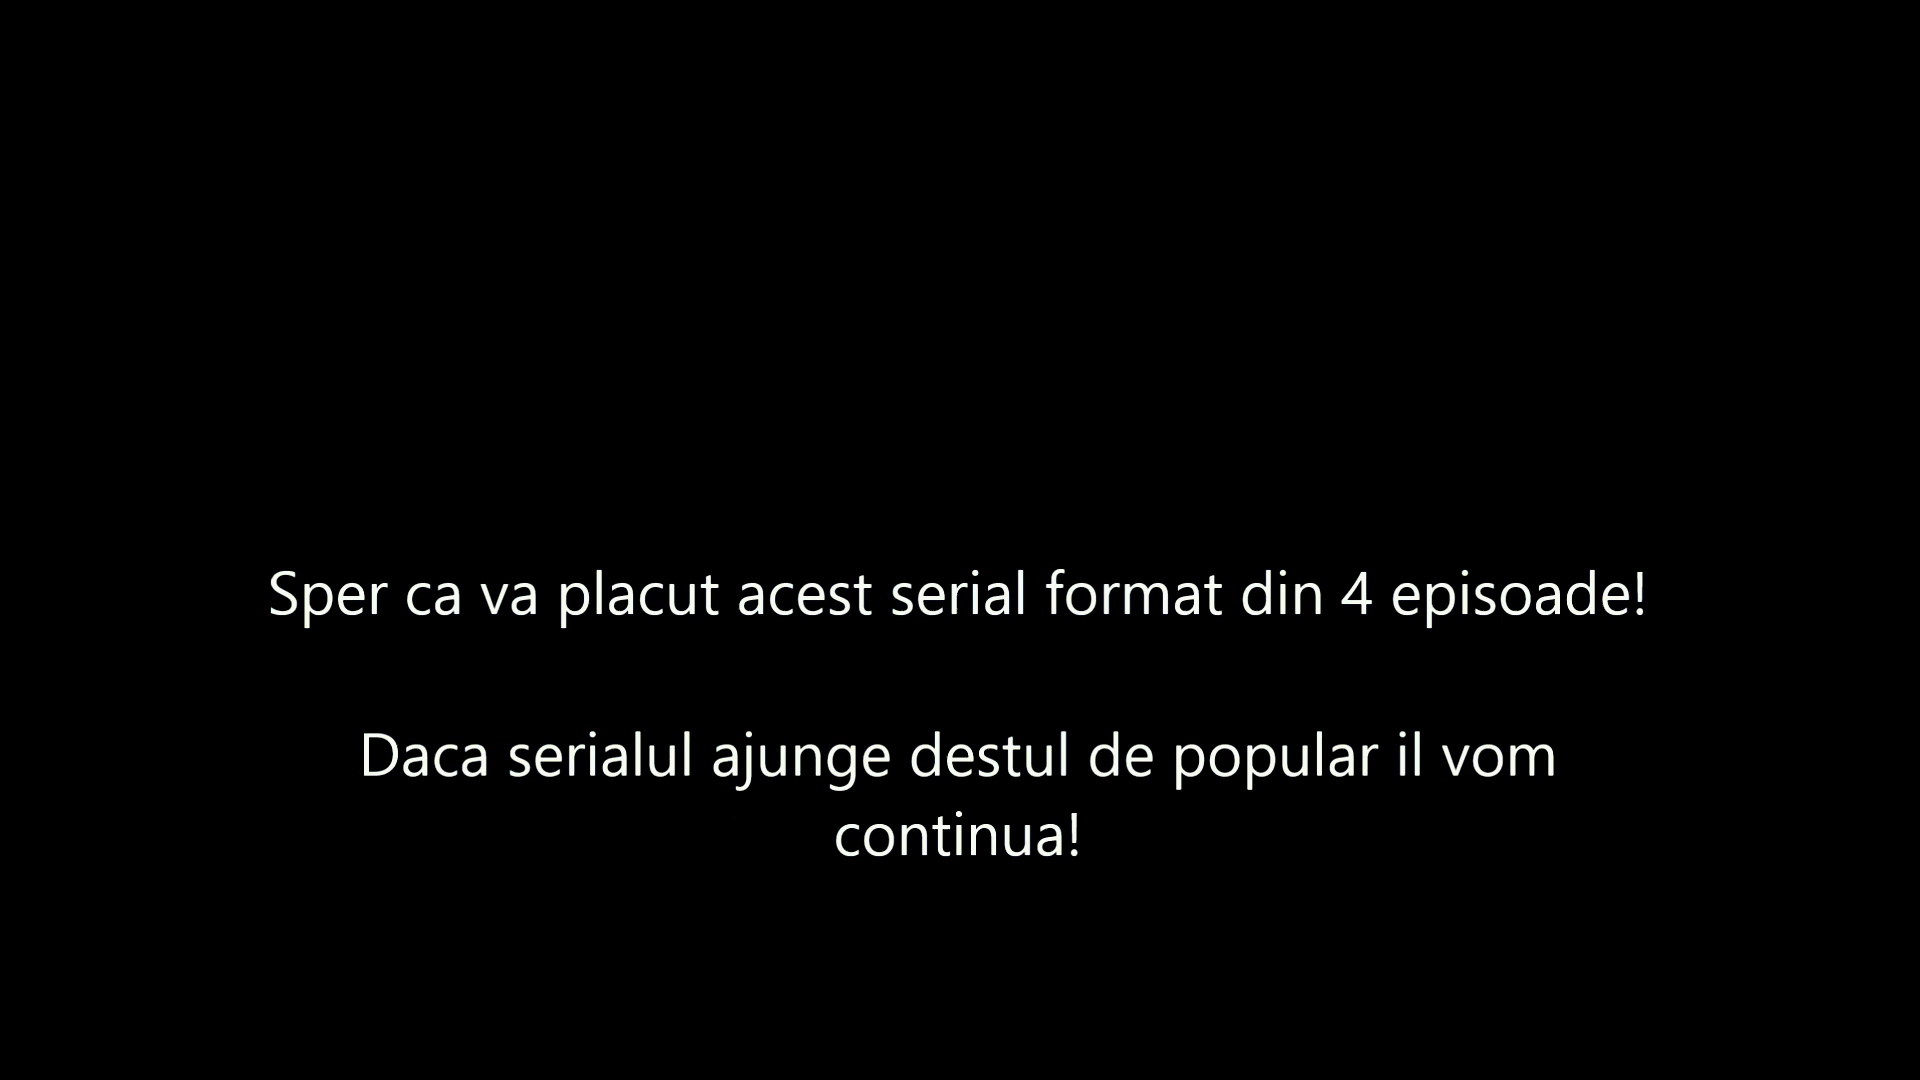 Sper ca va placut acest serial format din 4 episoade!
Daca serialul ajunge destul de popular il vom
continua!